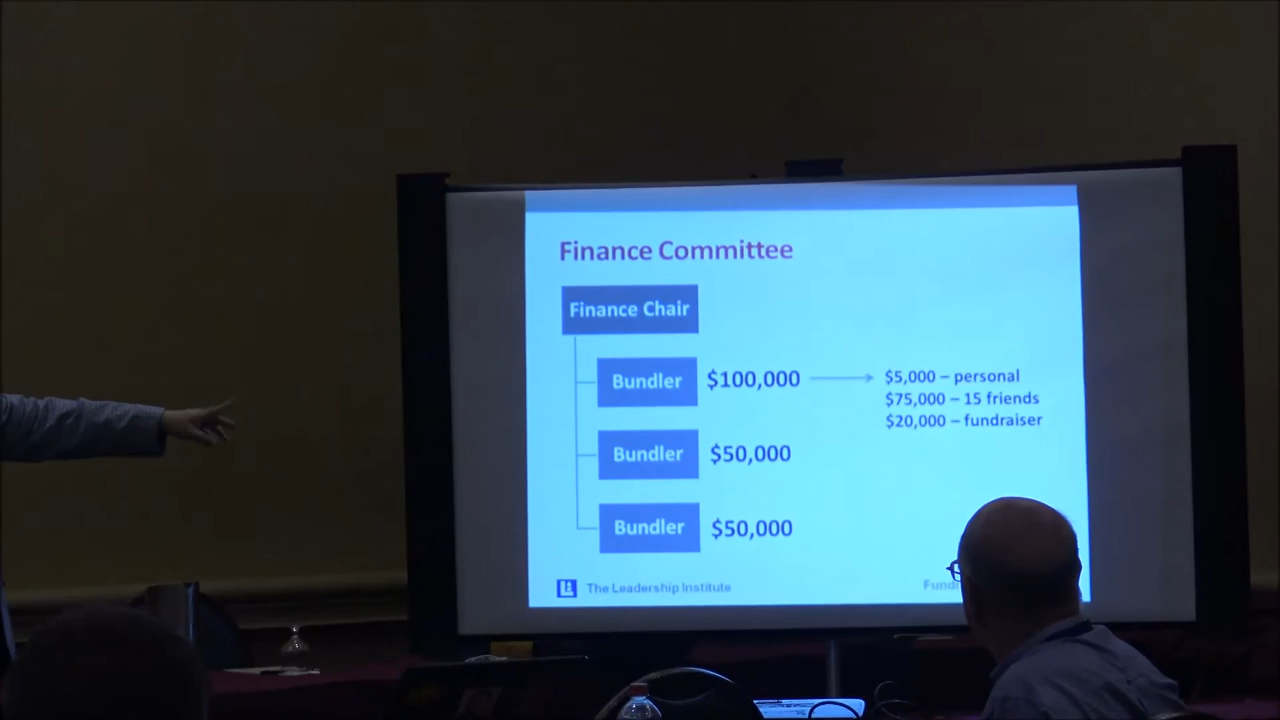 Finance Committee
Finance Chair
Bundler $100,000
$5,000 – personal
$75,000 – 15 friends
$20,000 – fundraiser
Bundler $50,000
Bundler $50,000
The Leadership Institute